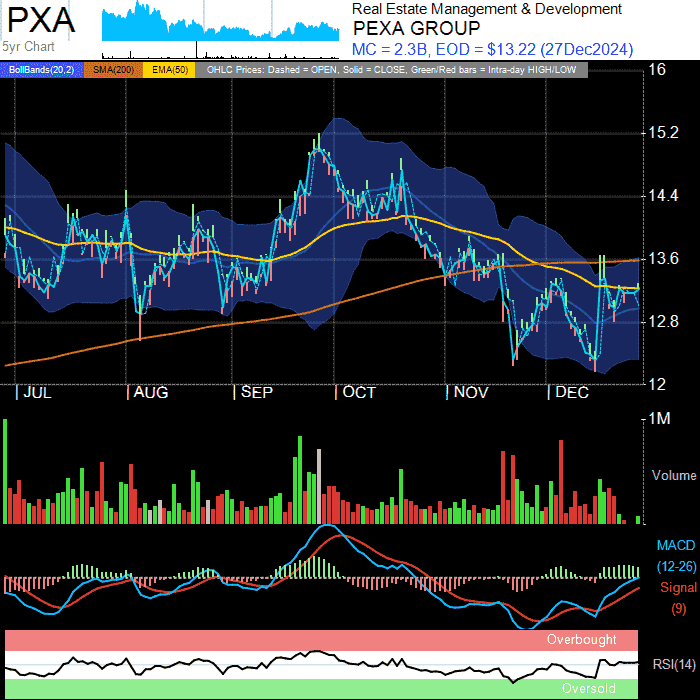 PXA
5yr Chart
Real Estate Management & Development
PEXA GROUP
MC = 2.3B, EOD = $13.22 (27Dec2024)
BollBands(20,2) SMA(200) EMA(50) OHLC Prices: Dashed = OPEN, Solid = CLOSE, Green/Red bars = Intra-day HIGH/LOW
16
15.2
14.4
13.6
12.8
12
JUL AUG SEP OCT NOV DEC
1M
Volume
MACD
(12-26)
Signal
(9)
Overbought
RSI(14)
Oversold